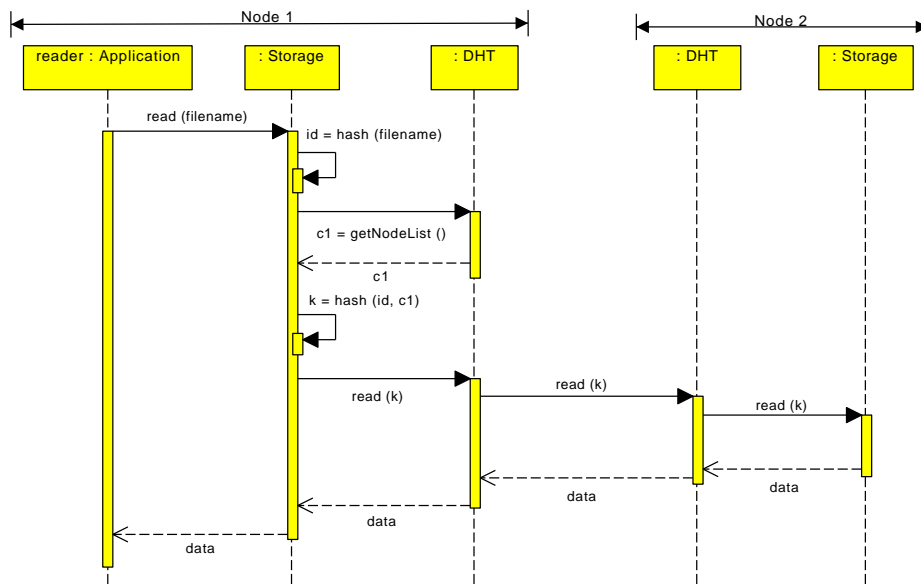 Node 1
Node 2
reader : Application
: Storage
: DHT
: DHT
: Storage
read (filename)
id = hash (filename)
c1 = getNodeList ()
c1
k = hash (id, c1)
read (k)
read (k)
read (k)
data
data
data
data